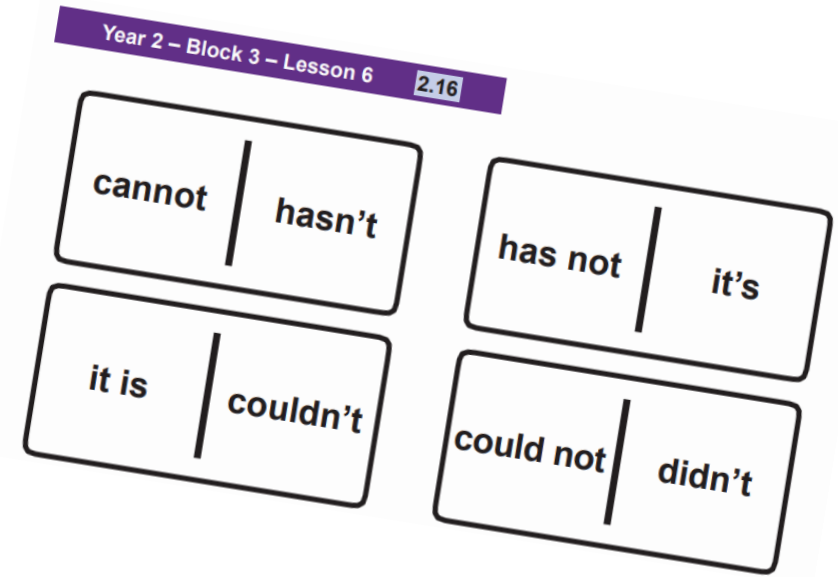 Year 2 – Block 3 – Lesson 6 2.16
cannot hasn’t
has not it’s
it is couldn’t
could not didn’t